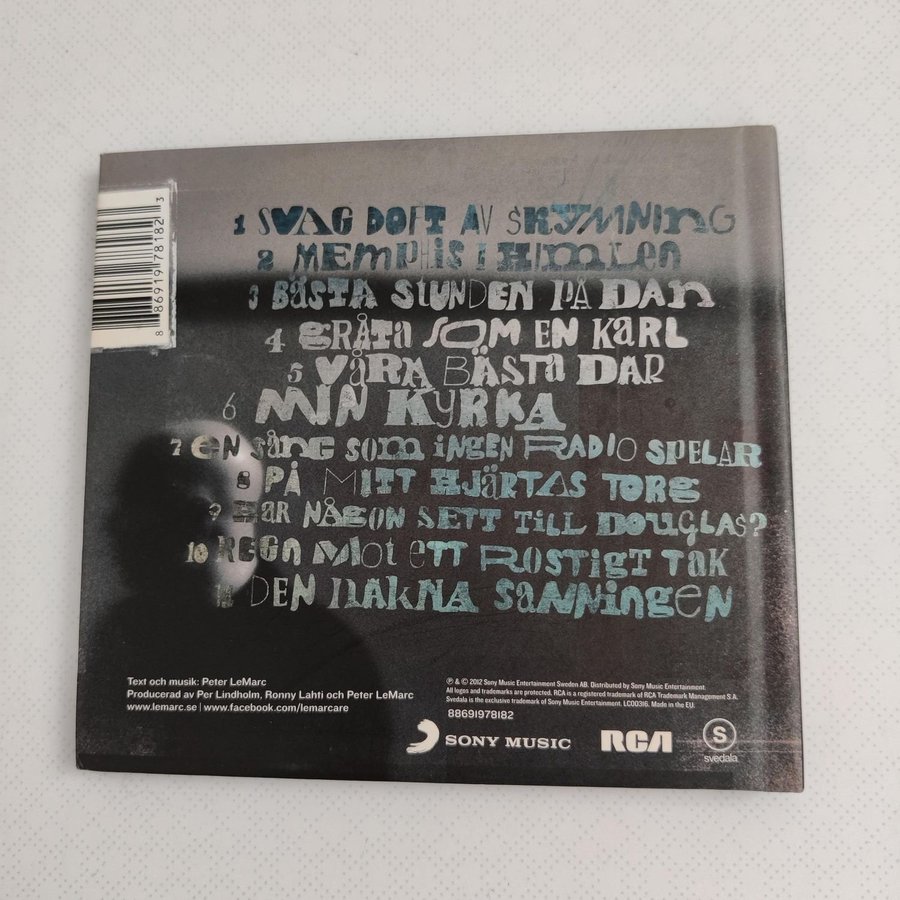 1 SVAG DOFT AV SKYMNING
2 MEMPHIS I HIMLEN
3 BÄSTA STUNDEN PÅ DAN
4 GRÅTA SOM EN KARL
5 VÅRA BÄSTA DAR
6 MIN KYRKA
7 EN SÅNG SOM INGEN RADIO SPELAR
8 PÅ MITT HJÄRTAS TORG
9 HAR NÅGON SETT TILL DOUGLAS?
10 REGN MOT ETT ROSTIGT TAK
11 DEN NAKNA SANNINGEN
8 86919 78182 3
Text och musik: Peter LeMarc
Producerad av Per Lindholm, Ronny Lahti och Peter LeMarc
www.lemarc.se | www.facebook.com/lemarcare
℗ & © 2012 Sony Music Entertainment Sweden AB. Distributed by Sony Music Entertainment.
All logos and trademarks are protected. RCA is a registered trademark of RCA Trademark Management S.A.
Svedala is the exclusive trademark of Sony Music Entertainment. LC00316. Made in the EU.
88691978182
SONY MUSIC
RCA
S
svedala